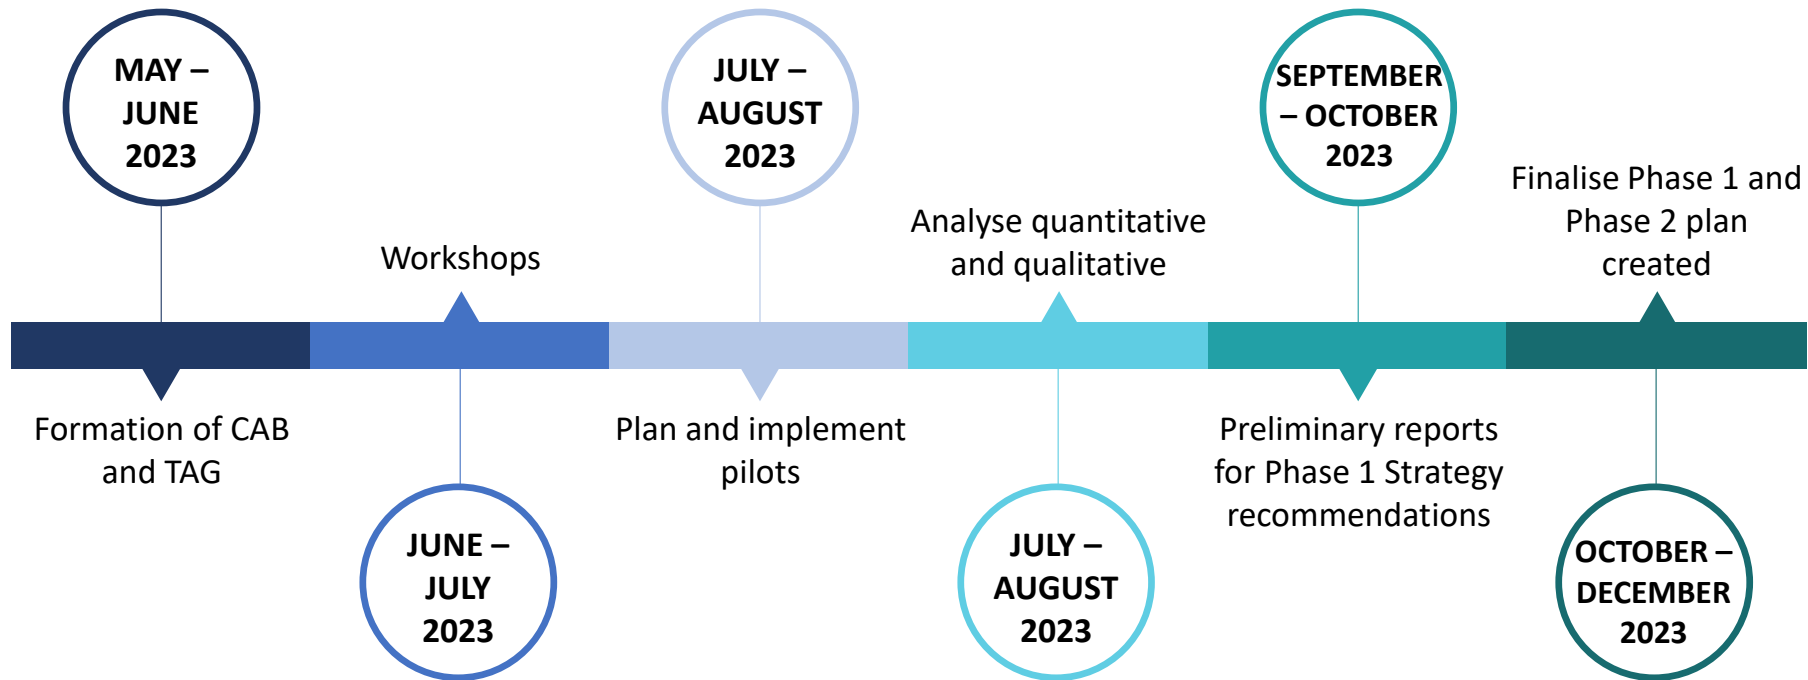 MAY –
JUNE
2023
Formation of CAB
and TAG
Workshops
JUNE –
JULY
2023
JULY –
AUGUST
2023
Plan and implement
pilots
Analyse quantitative
and qualitative
JULY –
AUGUST
2023
SEPTEMBER
– OCTOBER
2023
Preliminary reports
for Phase 1 Strategy
recommendations
Finalise Phase 1 and
Phase 2 plan
created
OCTOBER –
DECEMBER
2023